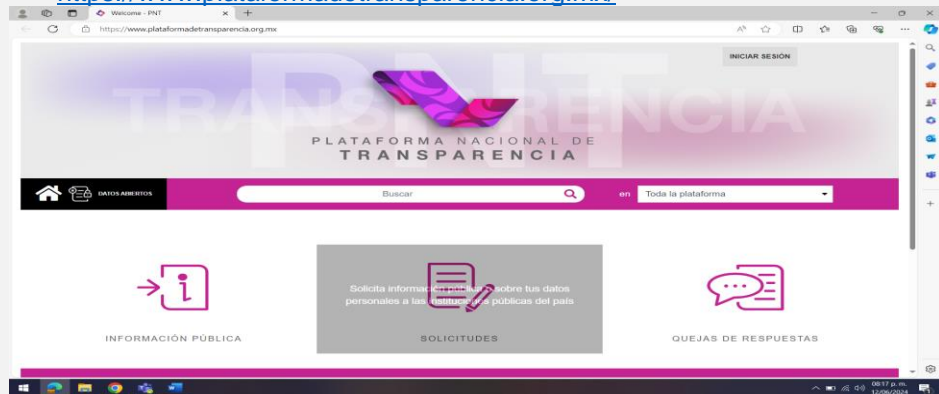 https://www.plataformadetransparencia.org.mx/
Welcome - PNT
https://www.plataformadetransparencia.org.mx
INICIAR SESIÓN
PNT
TRANSPARENCIA
PLATAFORMA NACIONAL DE
TRANSPARENCIA
DATOS ABIERTOS
Buscar
en
Toda la plataforma
Solicita información pública o sobre tus datos
personales a las instituciones públicas del país
INFORMACIÓN PÚBLICA
SOLICITUDES
QUEJAS DE RESPUESTAS
08:17 p. m.
12/06/2024